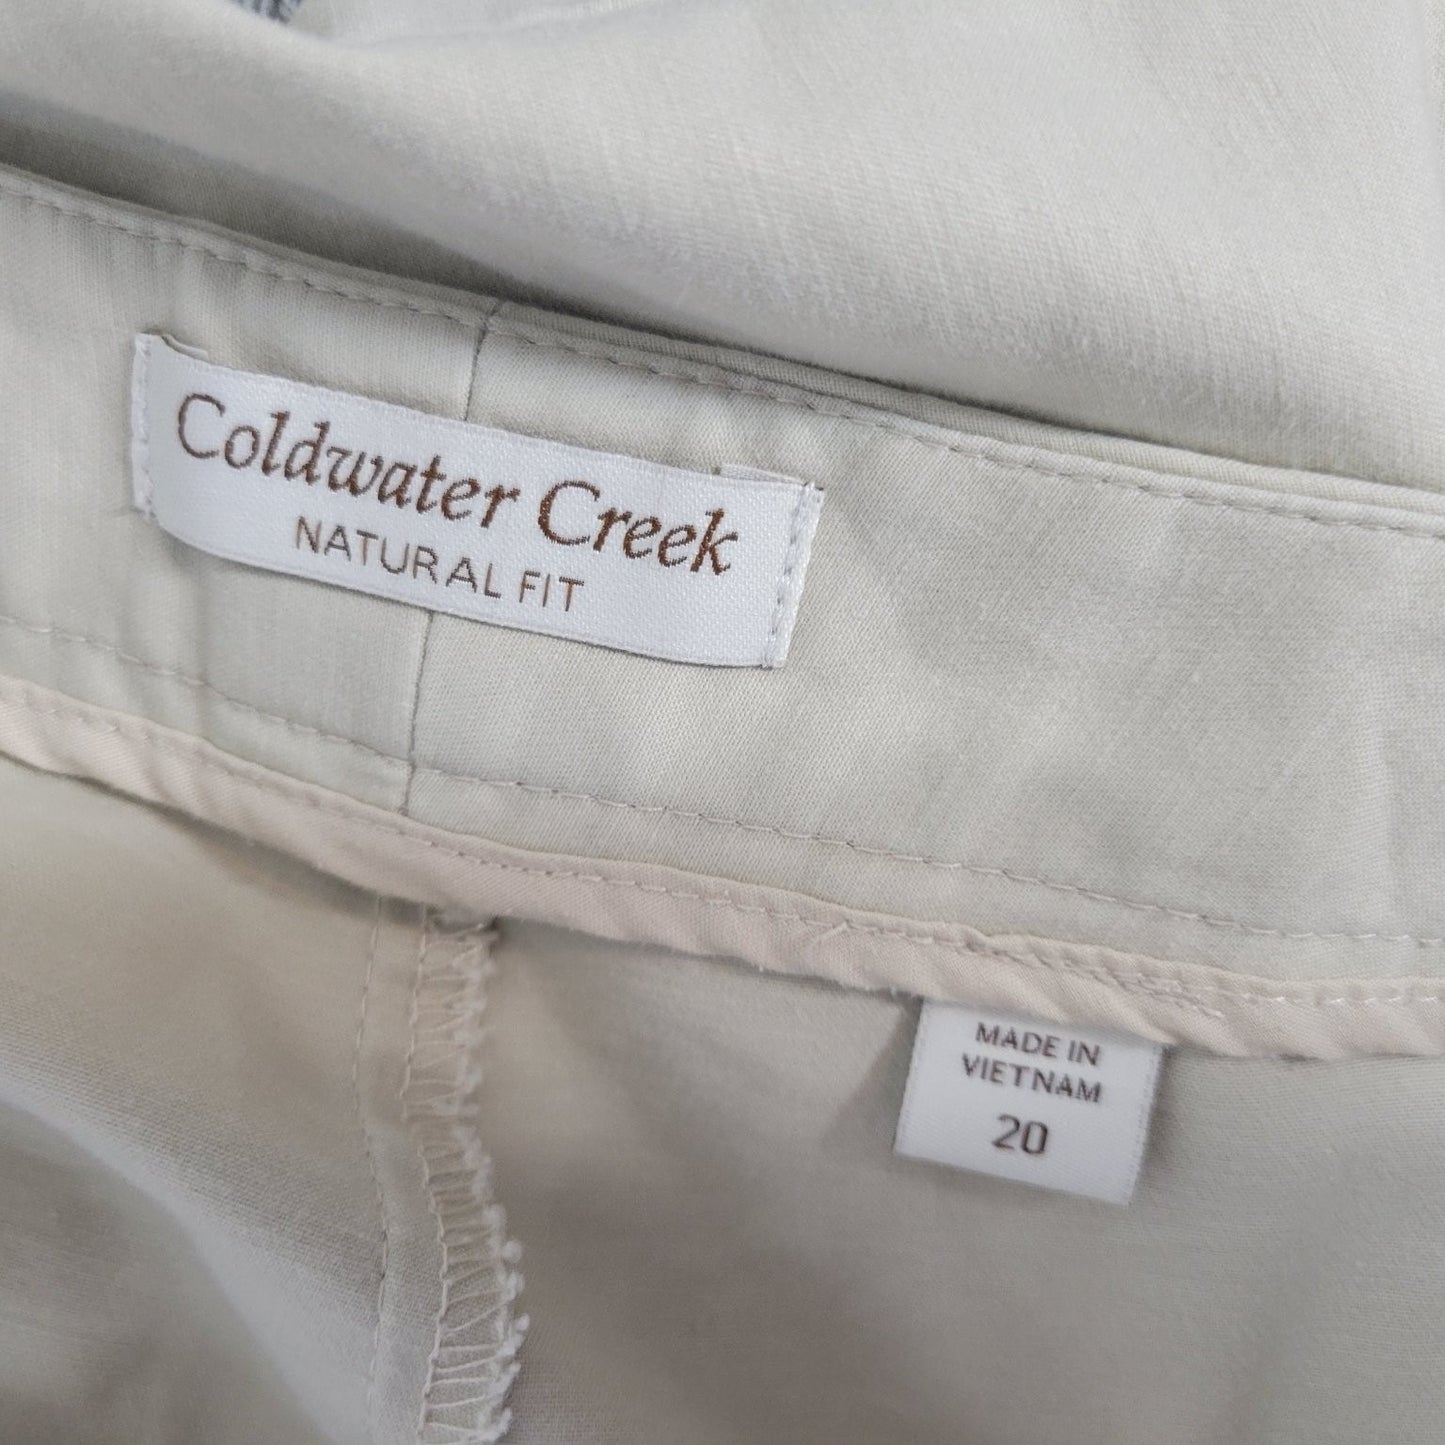 Coldwater Creek
NATURAL FIT
MADE IN
VIETNAM
20